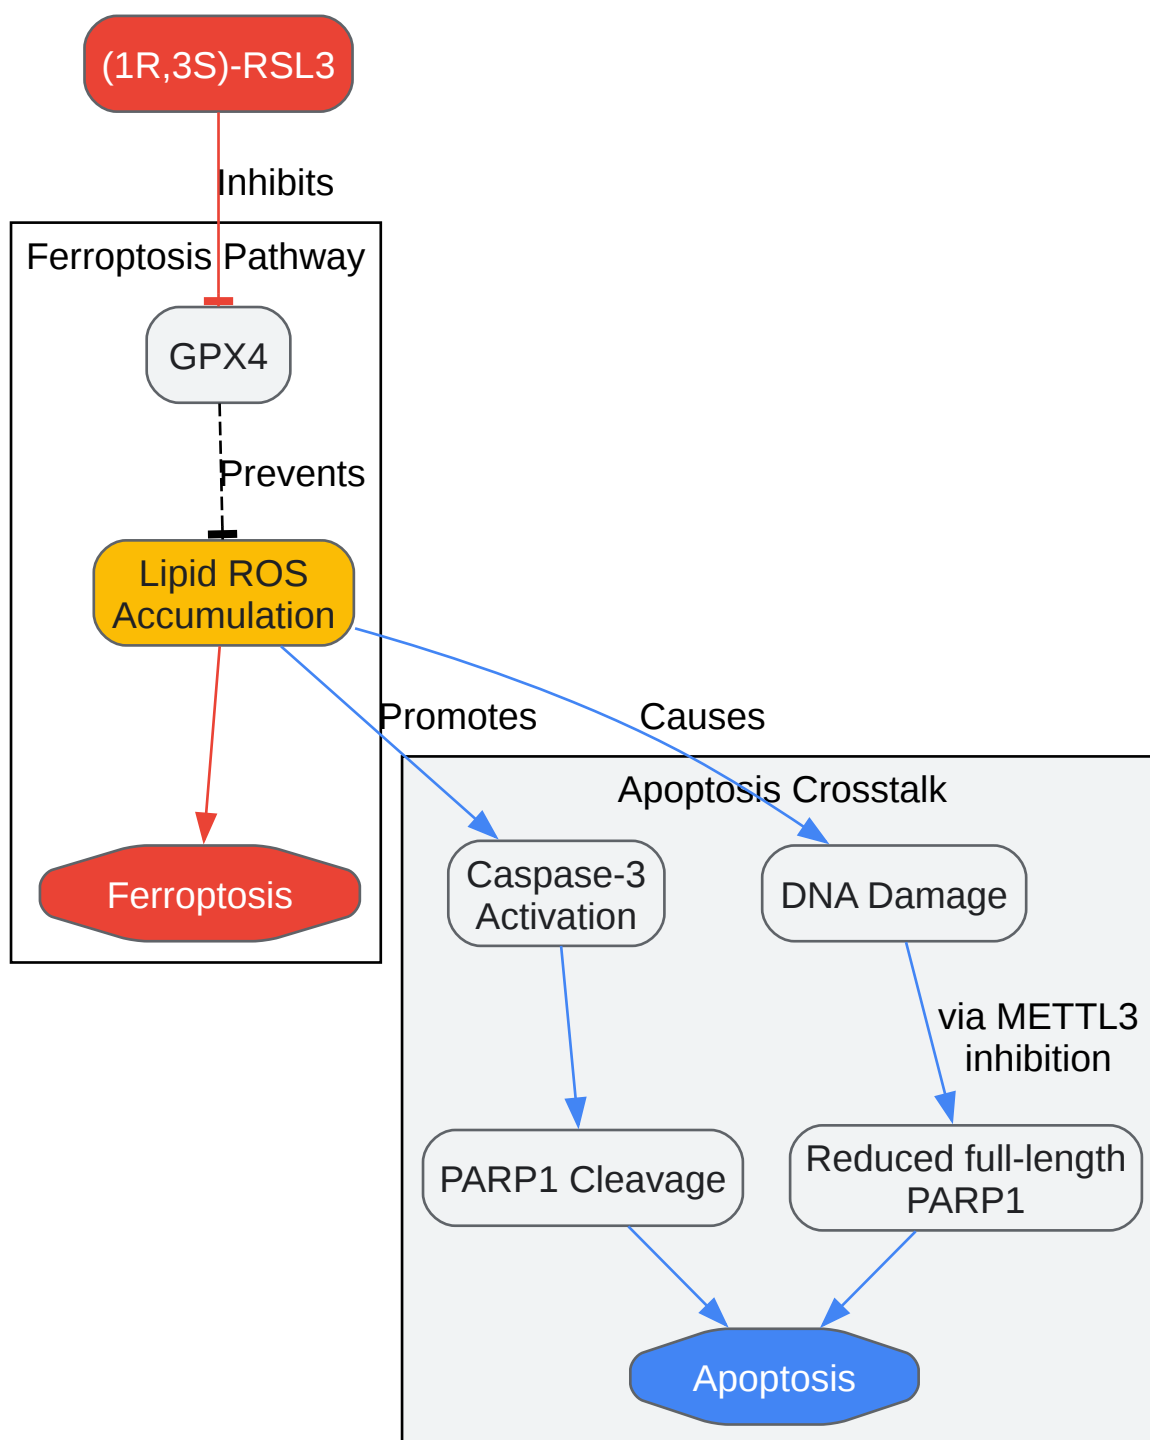 (1R,3S)-RSL3
Inhibits
Ferroptosis Pathway
GPX4
Prevents
Lipid ROS
Accumulation
Promotes
Causes
Apoptosis Crosstalk
Ferroptosis
Caspase-3
Activation
DNA Damage
via METTL3
inhibition
PARP1 Cleavage
Reduced full-length
PARP1
Apoptosis